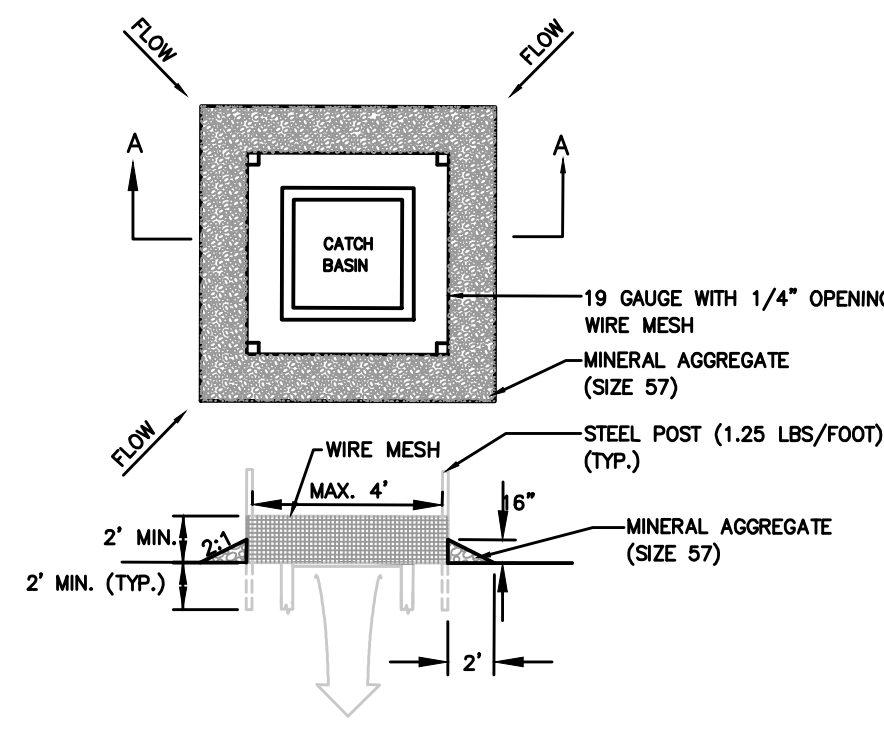 FLOW
FLOW
A
A
CATCH
BASIN
19 GAUGE WITH 1/4" OPENING
WIRE MESH
MINERAL AGGREGATE
(SIZE 57)
FLOW
STEEL POST (1.25 LBS/FOOT)
(TYP.)
WIRE MESH
MAX. 4'
16"
2' MIN.
2:1
MINERAL AGGREGATE
(SIZE 57)
2' MIN. (TYP.)
2'